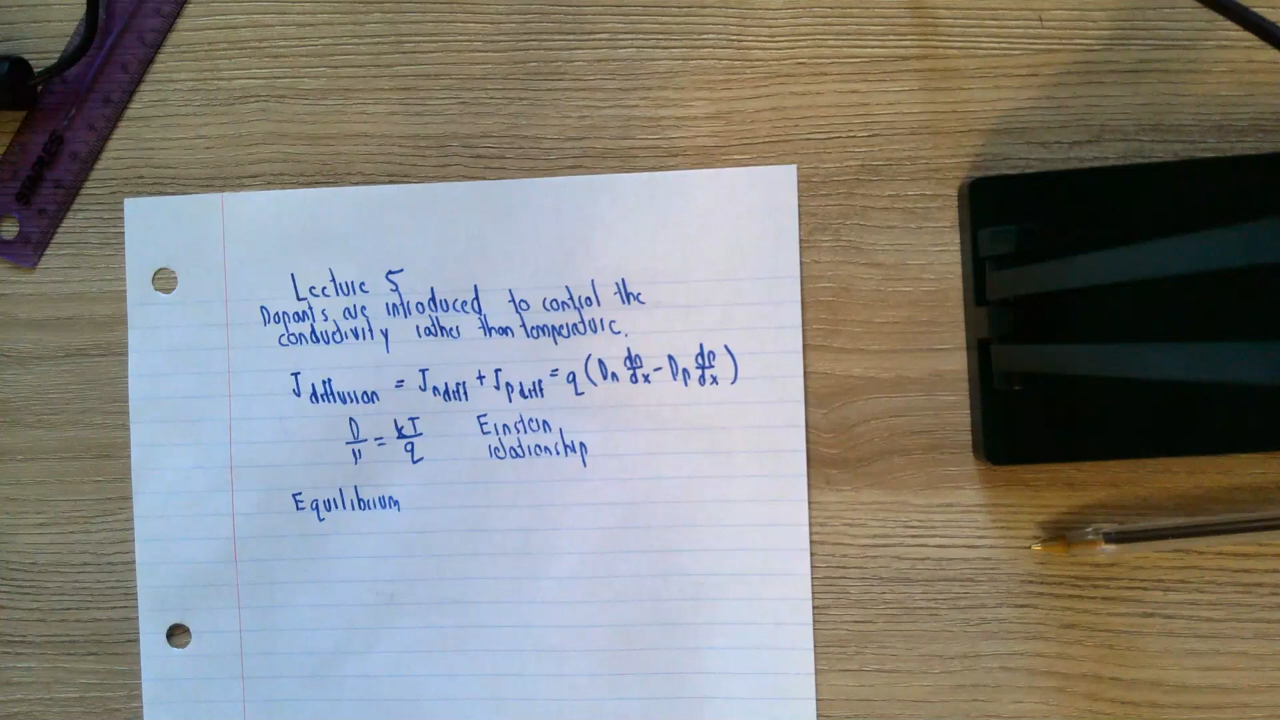 STAPLES
Lecture 5
Dopants are introduced to control the
conductivity rather than temperature.
J diffusion = J n diff + J p diff = q (Dn dn/dx - Dp dp/dx)
D/μ = kT/q Einstein
relationship
Equilibrium